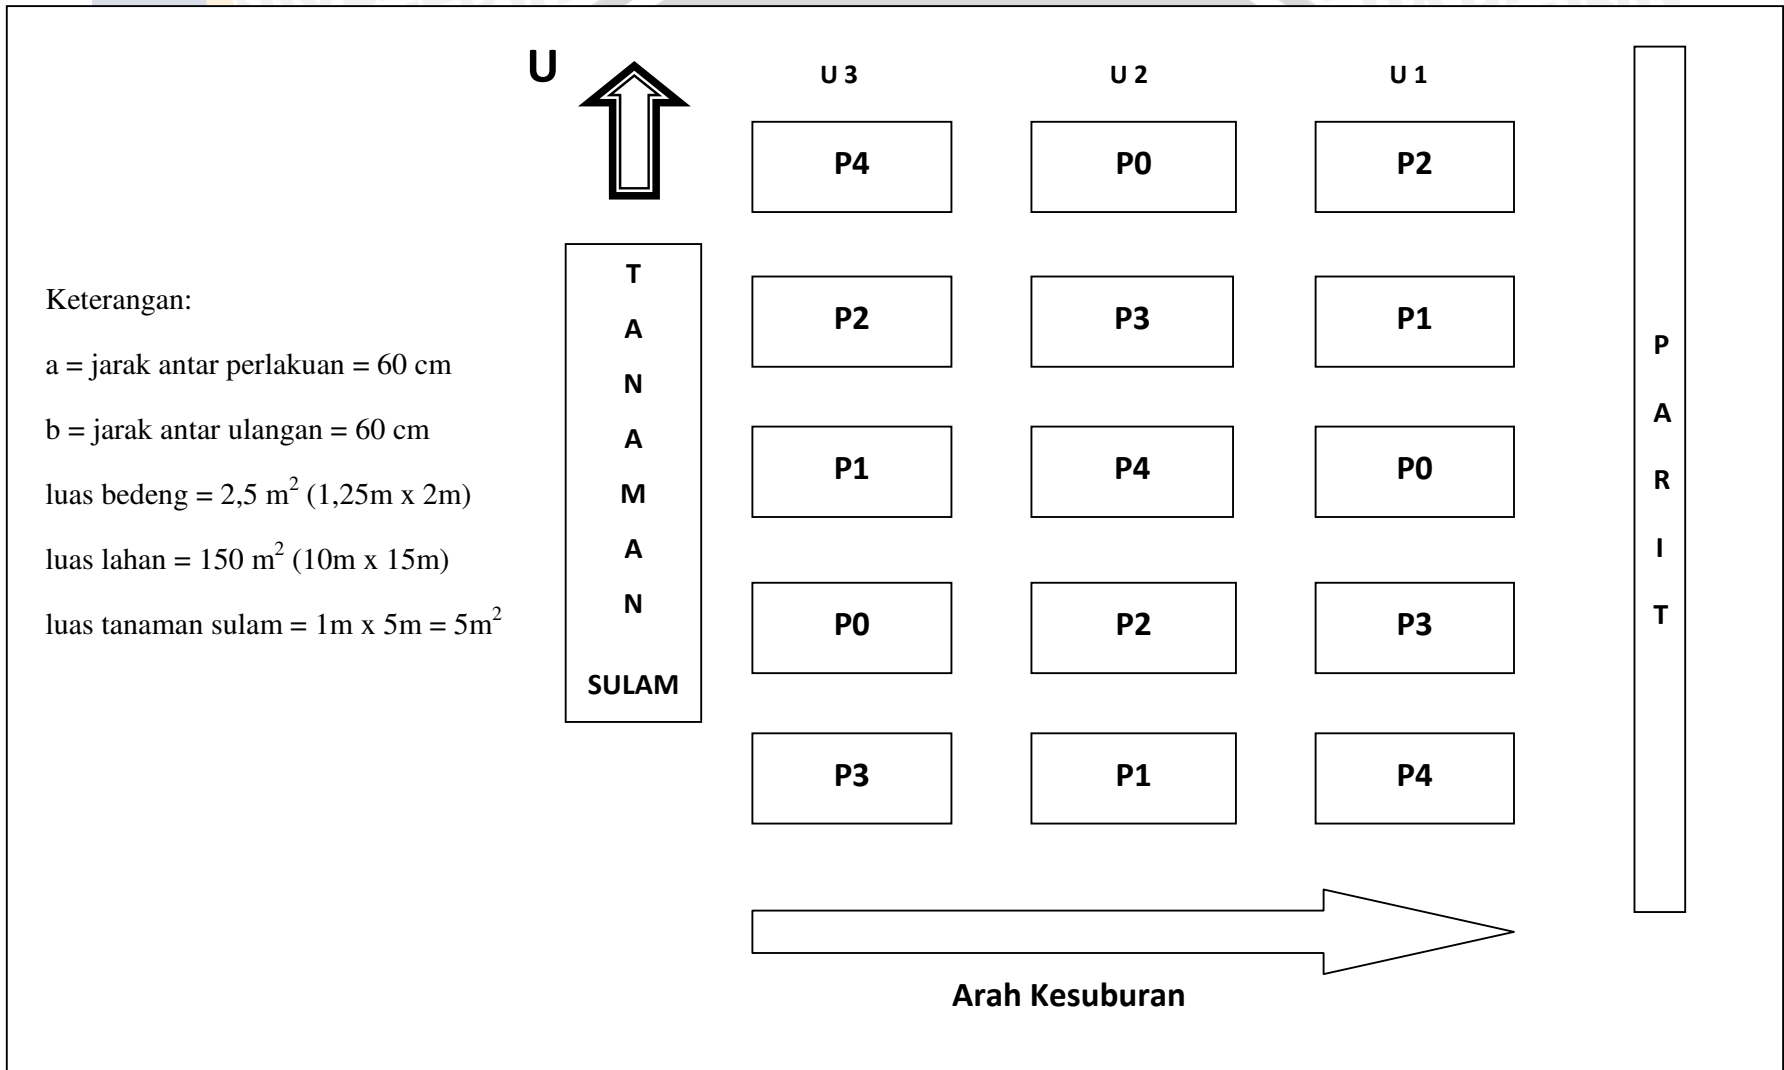 U
U 3 U 2 U 1
P4 P0 P2
P2 P3 P1
P1 P4 P0
P0 P2 P3
P3 P1 P4
Keterangan:
a = jarak antar perlakuan = 60 cm
b = jarak antar ulangan = 60 cm
luas bedeng = 2,5 m² (1,25m x 2m)
luas lahan = 150 m² (10m x 15m)
luas tanaman sulam = 1m x 5m = 5m²
T
A
N
A
M
A
N
SULAM
P
A
R
I
T
Arah Kesuburan